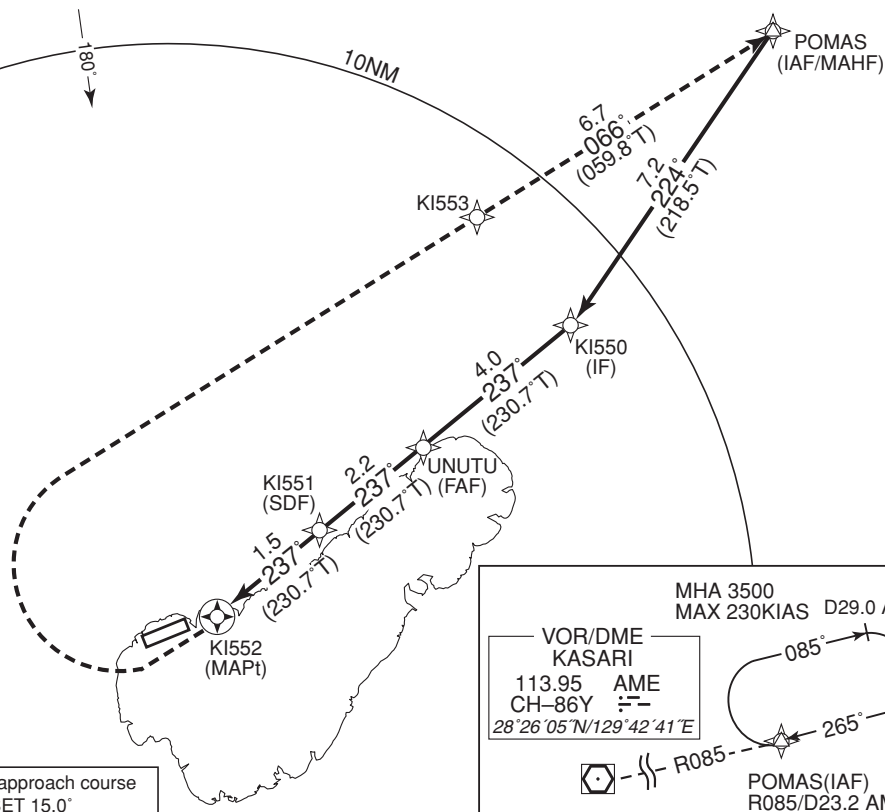 180°
10NM
POMAS
(IAF/MAHF)
6.7
066°
(059.8°T)
7.2
224°
(218.5°T)
KI553
KI550
(IF)
4.0
237°
(230.7°T)
UNUTU
(FAF)
2.2
237°
(230.7°T)
KI551
(SDF)
1.5
237°
(230.7°T)
KI552
(MAPt)
MHA 3500
MAX 230KIAS
D29.0
VOR/DME
KASARI
113.95 AME
CH–86Y
28°26´05˝N/129°42´41˝E
085°
265°
R085
POMAS(IAF)
R085/D23.2
approach course
15.0°